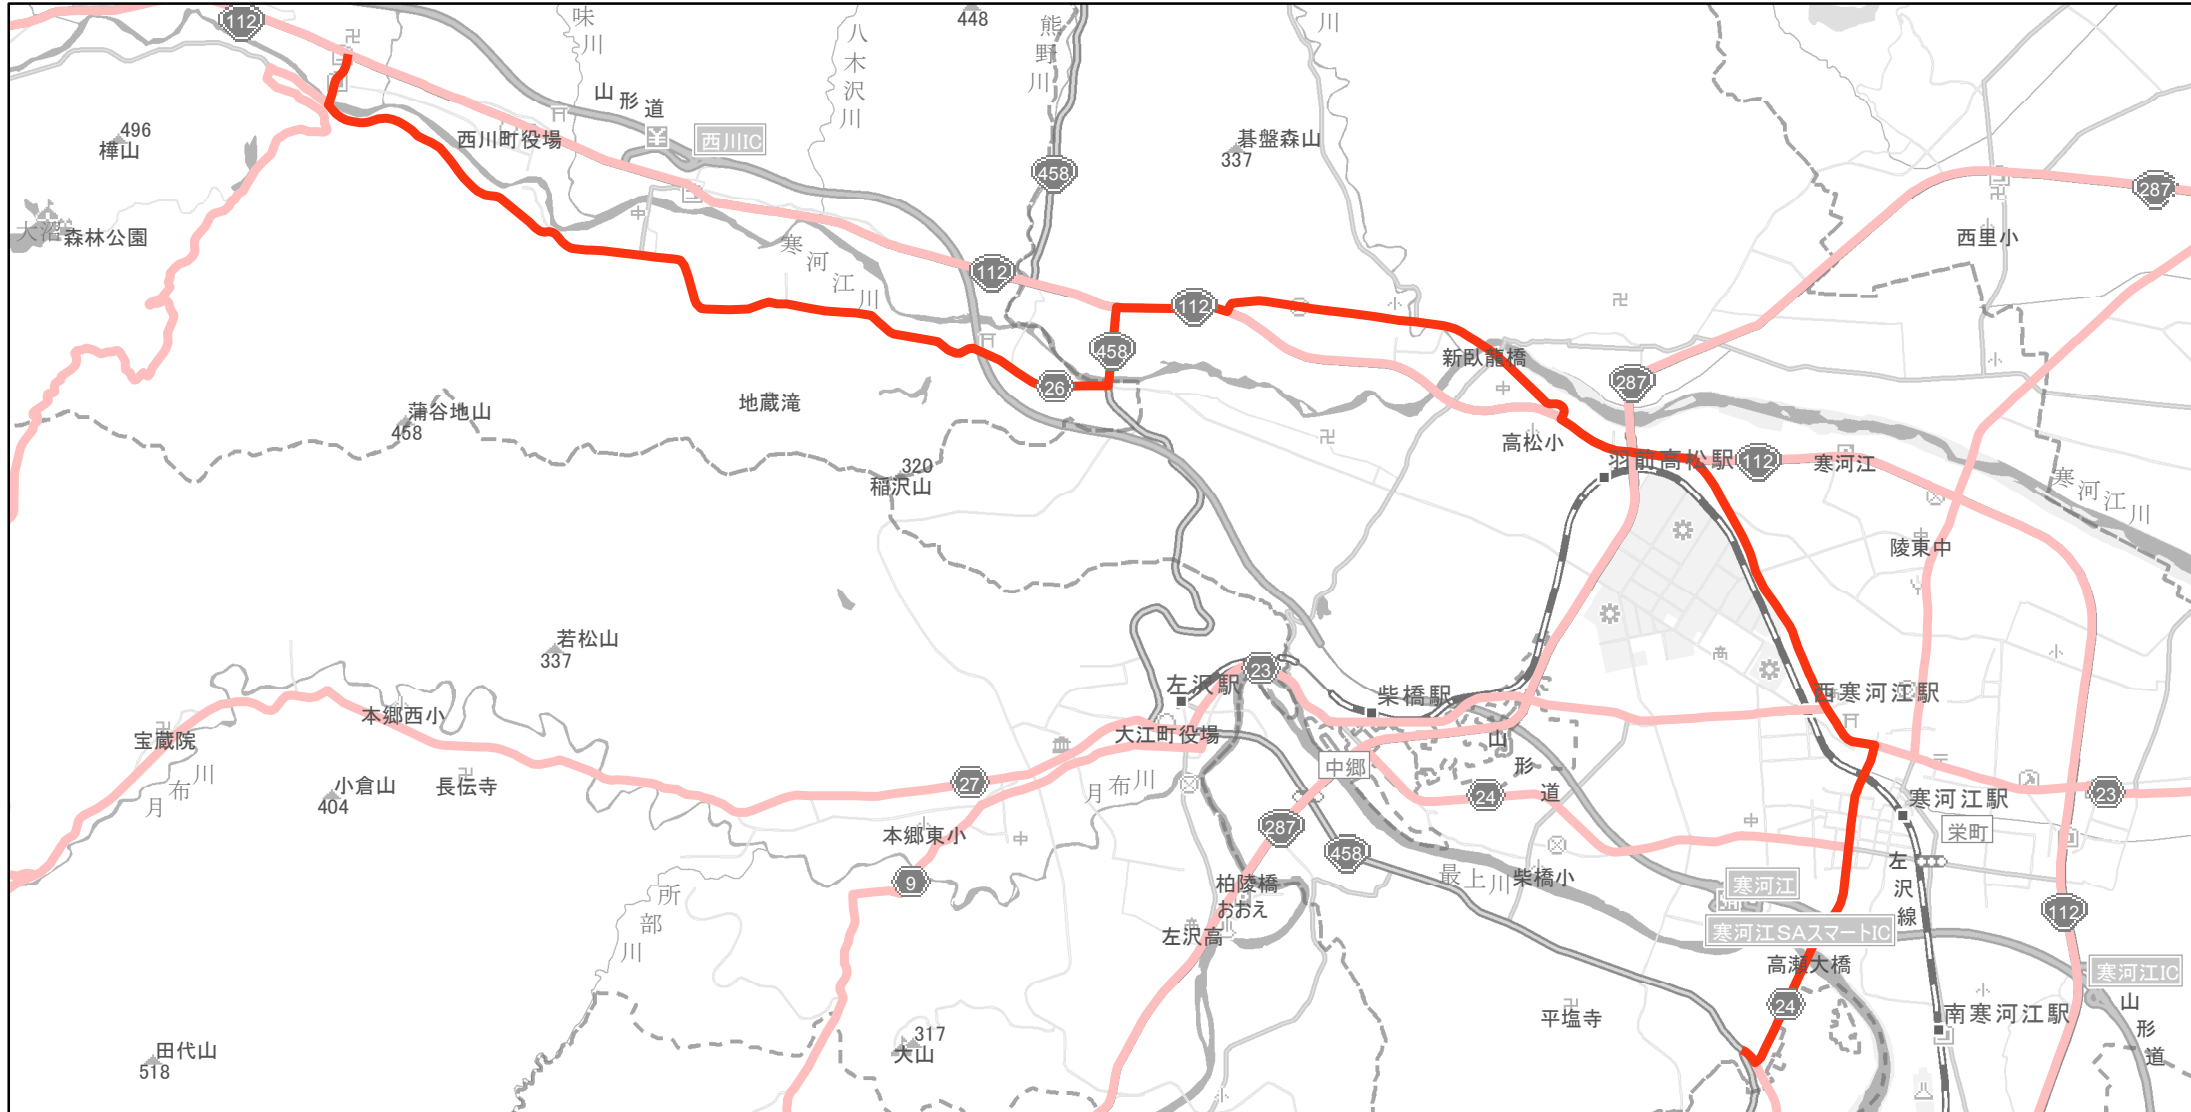 112
448
味川
八木沢川
熊野川
川
山形道
西川IC
西川町役場
496
樺山
大沼
森林公園
458
碁盤森山
337
287
西里小
寒河江川
112
112
458
26
新臥龍橋
287
蒲谷地山
458
地蔵滝
320
稲沢山
高松小
羽前高松駅
112
寒河江
寒河江川
陵東中
若松山
337
23
左沢駅
柴橋駅
西寒河江駅
本郷西小
宝蔵院
月布川
小倉山
404
長伝寺
大江町役場
27
月布川
中郷
山形道
24
寒河江駅
栄町
23
本郷東小
287
458
9
最上川
柴橋小
柏陵橋
おおえ
左沢高
所部川
左沢線
寒河江
寒河江SAスマートIC
112
高瀬大橋
寒河江IC
山形道
24
南寒河江駅
平塩寺
317
大山
田代山
518